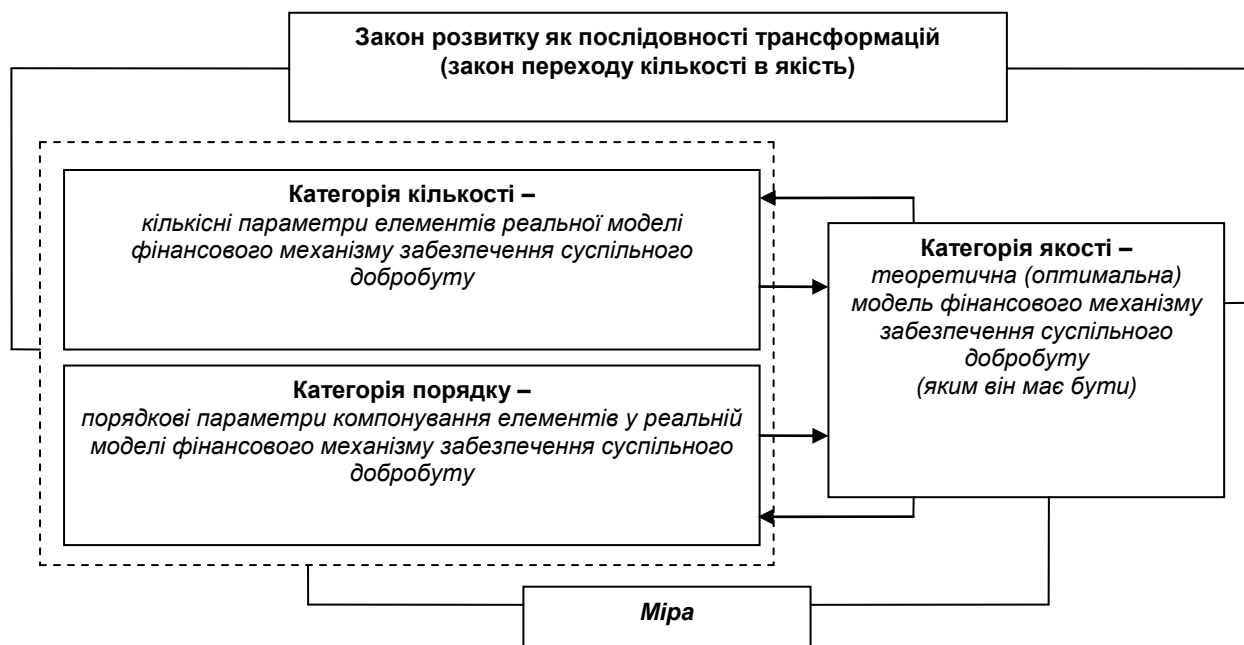 Закон розвитку як послідовності трансформацій
(закон переходу кількості в якість)
Категорія кількості –
кількісні параметри елементів реальної моделі
фінансового механізму забезпечення суспільного
добробуту
Категорія порядку –
порядкові параметри компонування елементів у реальній
моделі фінансового механізму забезпечення суспільного
добробуту
Категорія якості –
теоретична (оптимальна)
модель фінансового механізму
забезпечення суспільного
добробуту
(яким він має бути)
Міра